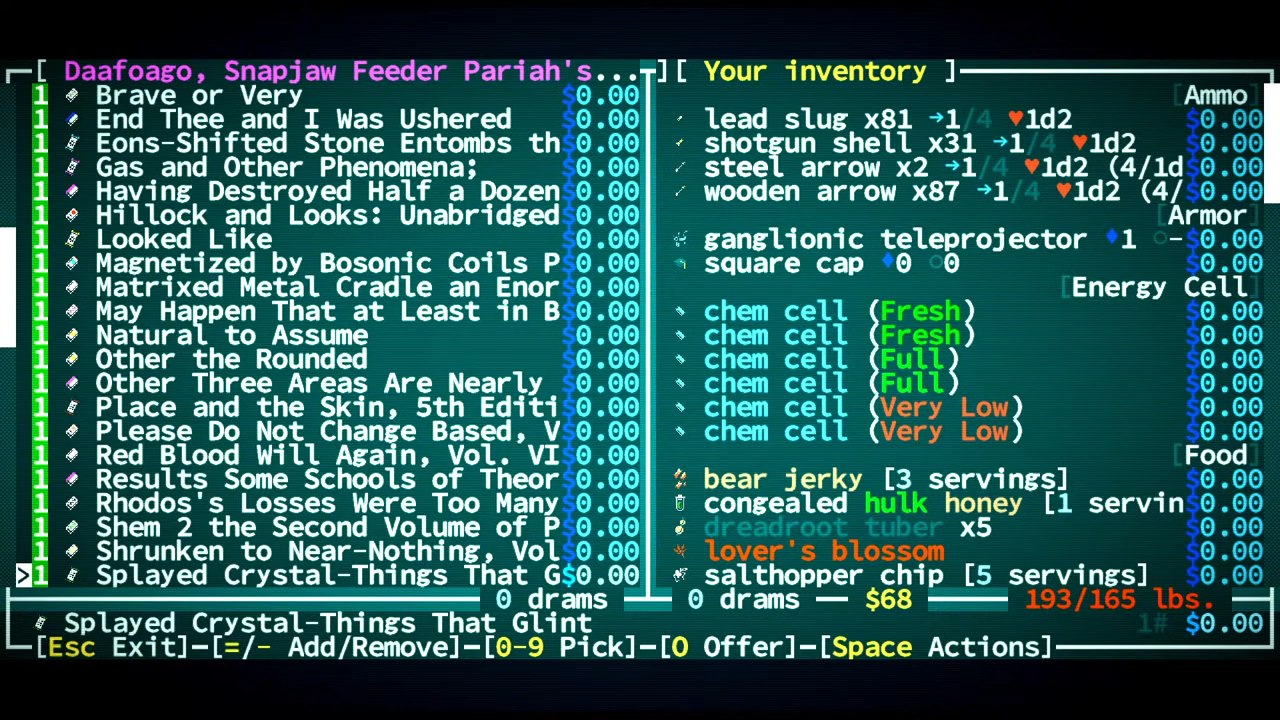 [ Daafoago, Snapjaw Feeder Pariah's...
1 Brave or Very $0.00
1 End Thee and I Was Ushered $0.00
1 Eons-Shifted Stone Entombs th $0.00
1 Gas and Other Phenomena; $0.00
1 Having Destroyed Half a Dozen $0.00
1 Hillock and Looks: Unabridged $0.00
1 Looked Like $0.00
1 Magnetized by Bosonic Coils P $0.00
1 Matrixed Metal Cradle an Enor $0.00
1 May Happen That at Least in B $0.00
1 Natural to Assume $0.00
1 Other the Rounded $0.00
1 Other Three Areas Are Nearly $0.00
1 Place and the Skin, 5th Editi $0.00
1 Please Do Not Change Based, V $0.00
1 Red Blood Will Again, Vol. VI $0.00
1 Results Some Schools of Theor $0.00
1 Rhodos's Losses Were Too Many $0.00
1 Shem 2 the Second Volume of P $0.00
1 Shrunken to Near-Nothing, Vol $0.00
>1 Splayed Crystal-Things That G $0.00
0 drams
][ Your inventory ]
[Ammo] $0.00
lead slug x81 →1/4 ♥1d2 $0.00
shotgun shell x31 →1/4 ♥1d2 $0.00
steel arrow x2 →1/4 ♥1d2 (4/1d $0.00
wooden arrow x87 →1/4 ♥1d2 (4/ $0.00
[Armor]
ganglionic teleprojector ♦1 ○- $0.00
square cap ♦0 ○0 $0.00
[Energy Cell]
chem cell (Fresh) $0.00
chem cell (Fresh) $0.00
chem cell (Full) $0.00
chem cell (Full) $0.00
chem cell (Very Low) $0.00
chem cell (Very Low) $0.00
[Food]
bear jerky [3 servings] $0.00
congealed hulk honey [1 servin $0.00
dreadroot tuber x5 $0.00
lover's blossom $0.00
salthopper chip [5 servings] $0.00
0 drams — $68 193/165 lbs.
Splayed Crystal-Things That Glint 1# $0.00
[Esc Exit]—[=/- Add/Remove]—[0-9 Pick]—[O Offer]—[Space Actions]